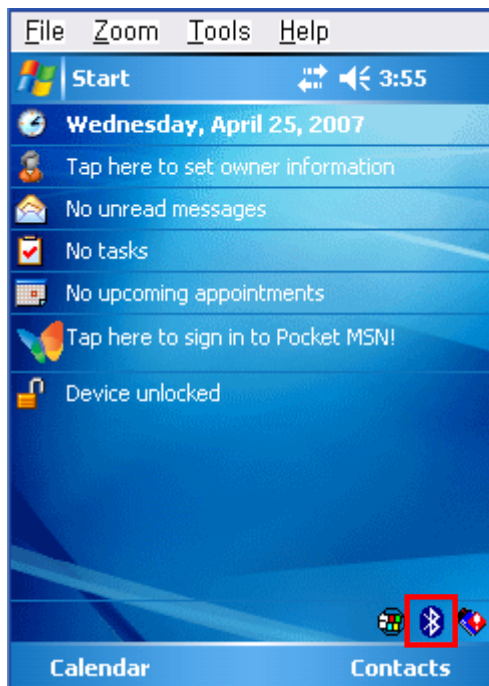 File Zoom Tools Help
Start 3:55
Wednesday, April 25, 2007
Tap here to set owner information
No unread messages
No tasks
No upcoming appointments
Tap here to sign in to Pocket MSN!
Device unlocked
Calendar Contacts